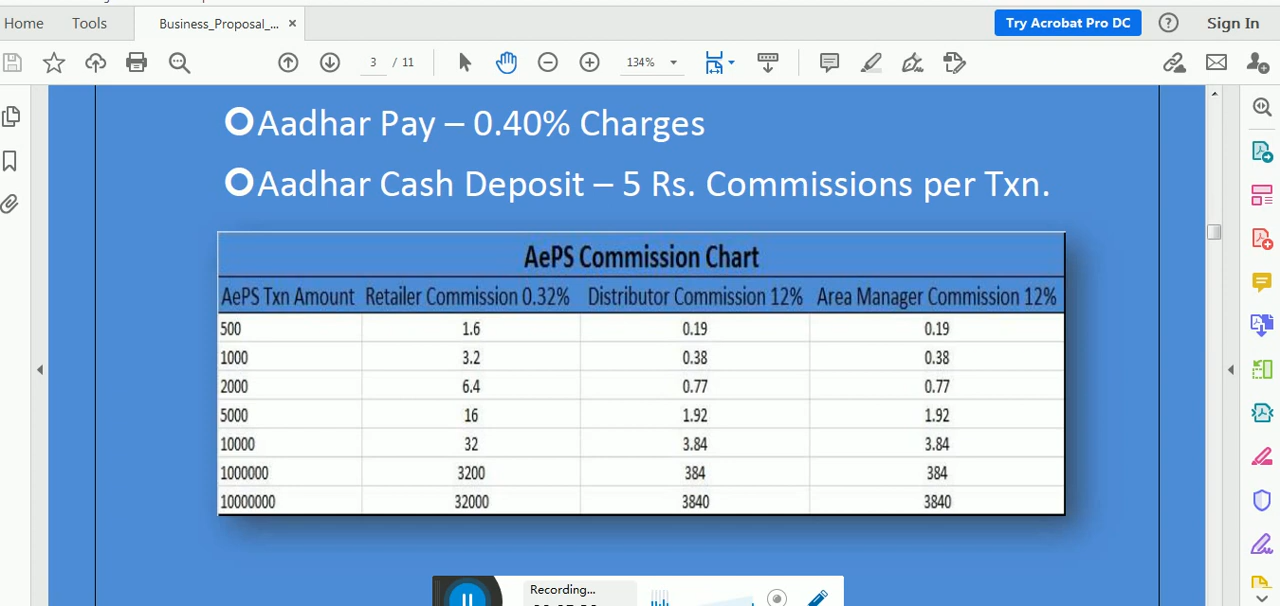 Home Tools Business_Proposal_... × Try Acrobat Pro DC ? Sign In
3 / 11 134%
Aadhar Pay – 0.40% Charges
Aadhar Cash Deposit – 5 Rs. Commissions per Txn.
AePS Commission Chart
AePS Txn Amount Retailer Commission 0.32% Distributor Commission 12% Area Manager Commission 12%
500 1.6 0.19 0.19
1000 3.2 0.38 0.38
2000 6.4 0.77 0.77
5000 16 1.92 1.92
10000 32 3.84 3.84
1000000 3200 384 384
10000000 32000 3840 3840
Recording...